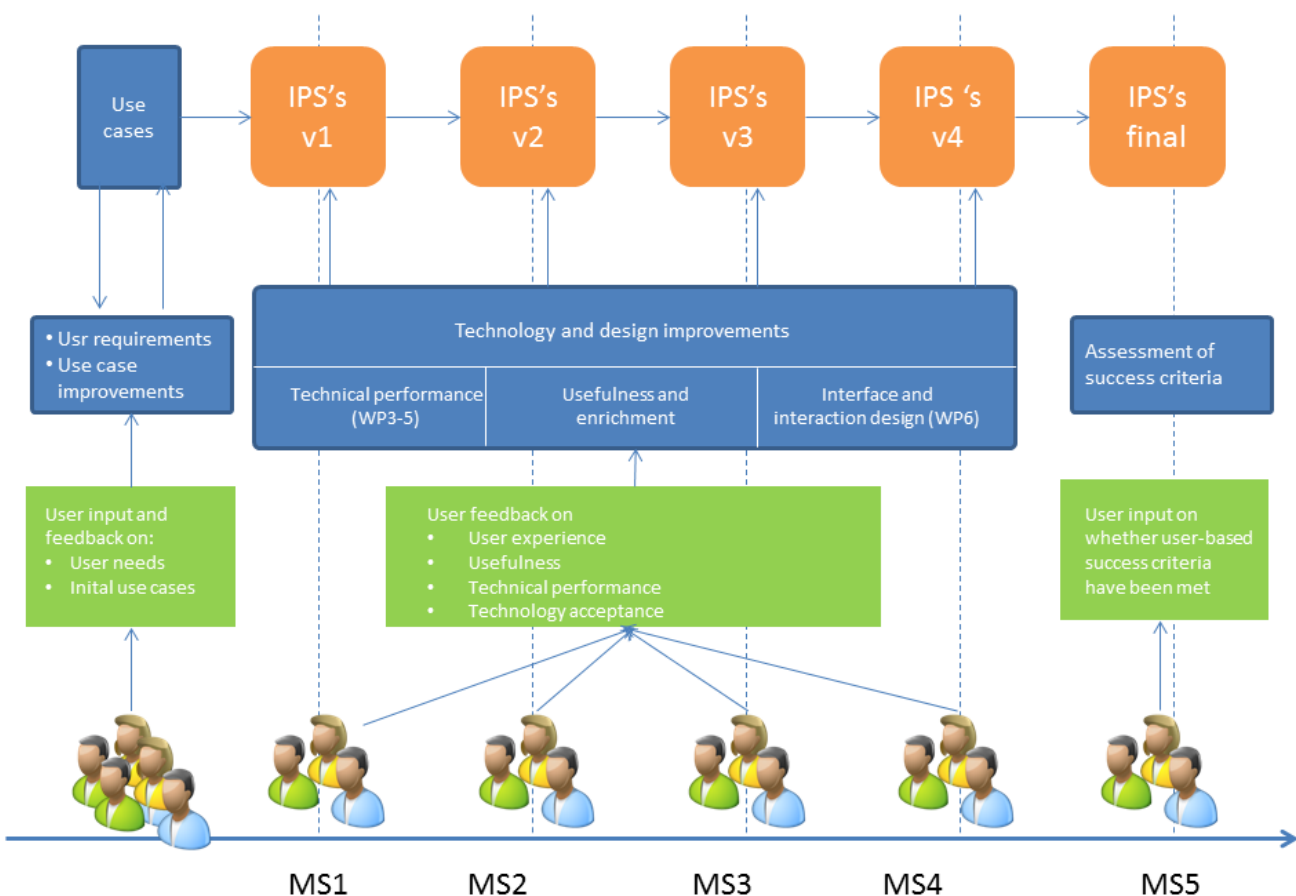 Use
cases
IPS's
v1
IPS's
v2
IPS's
v3
IPS 's
v4
IPS's
final
• Usr requirements
• Use case
improvements
Technology and design improvements
Technical performance
(WP3-5)
Usefulness and
enrichment
Interface and
interaction design (WP6)
Assessment of
success criteria
User input and
feedback on:
• User needs
• Inital use cases
User feedback on
• User experience
• Usefulness
• Technical performance
• Technology acceptance
User input on
whether user-based
success criteria
have been met
MS1
MS2
MS3
MS4
MS5